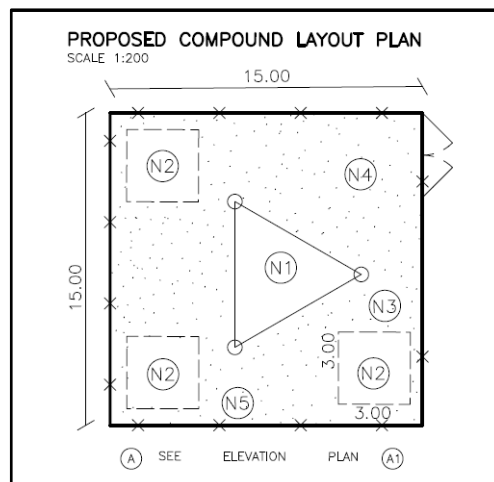 PROPOSED COMPOUND LAYOUT PLAN
SCALE 1:200
15.00
N2
N4
N1
15.00
N3
3.00
N2
N2
N5
3.00
A SEE ELEVATION PLAN A1